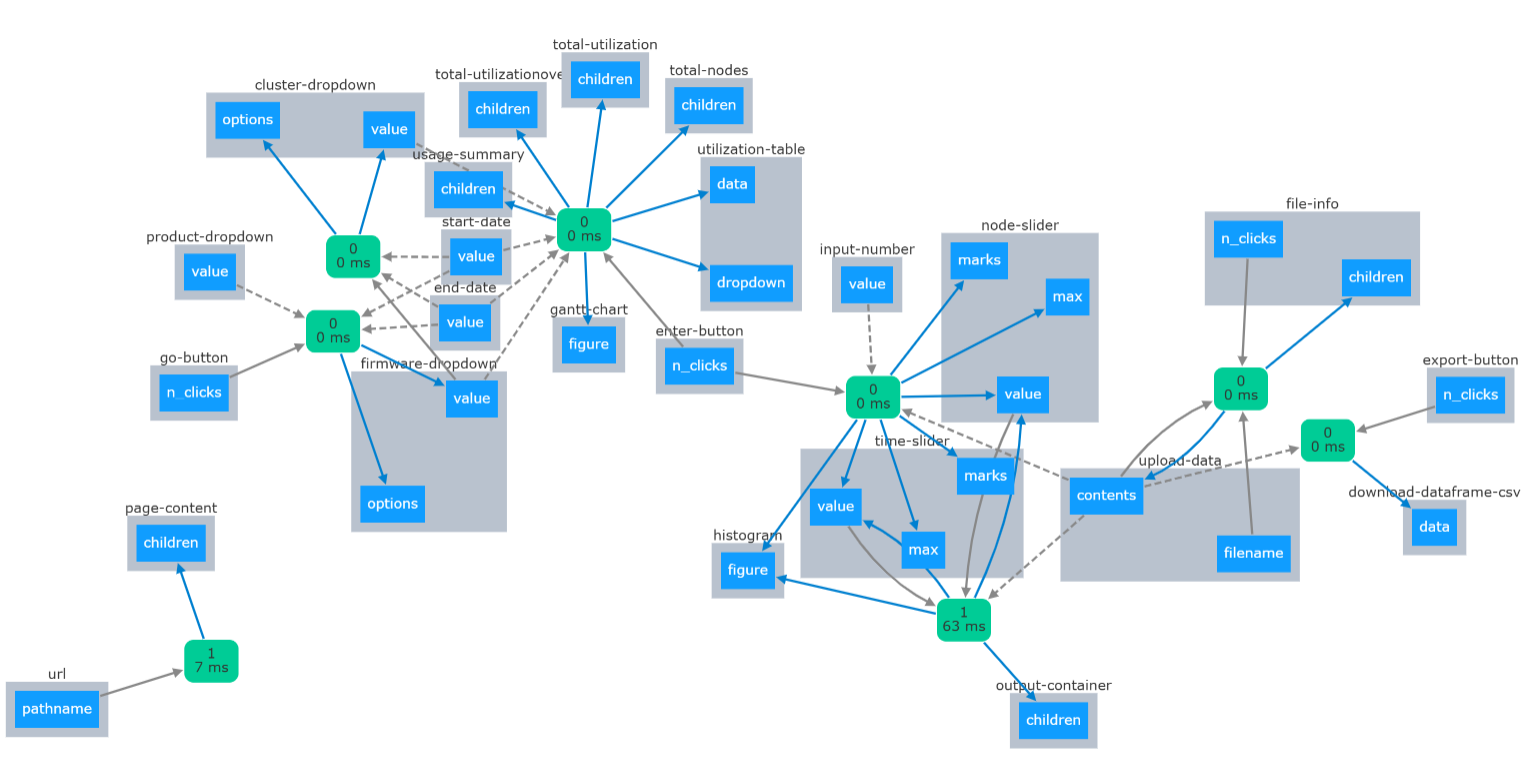 total-utilization
children
total-utilizationove
children
total-nodes
children
cluster-dropdown
options
value
usage-summary
children
utilization-table
data
dropdown
0
0 ms
start-date
value
0
0 ms
product-dropdown
value
end-date
value
0
0 ms
gantt-chart
figure
go-button
n_clicks
firmware-dropdown
value
options
enter-button
n_clicks
input-number
value
node-slider
marks
max
value
0
0 ms
file-info
n_clicks
children
0
0 ms
export-button
n_clicks
0
0 ms
time-slider
marks
value
max
upload-data
contents
filename
download-dataframe-csv
data
histogram
figure
1
63 ms
output-container
children
page-content
children
1
7 ms
url
pathname